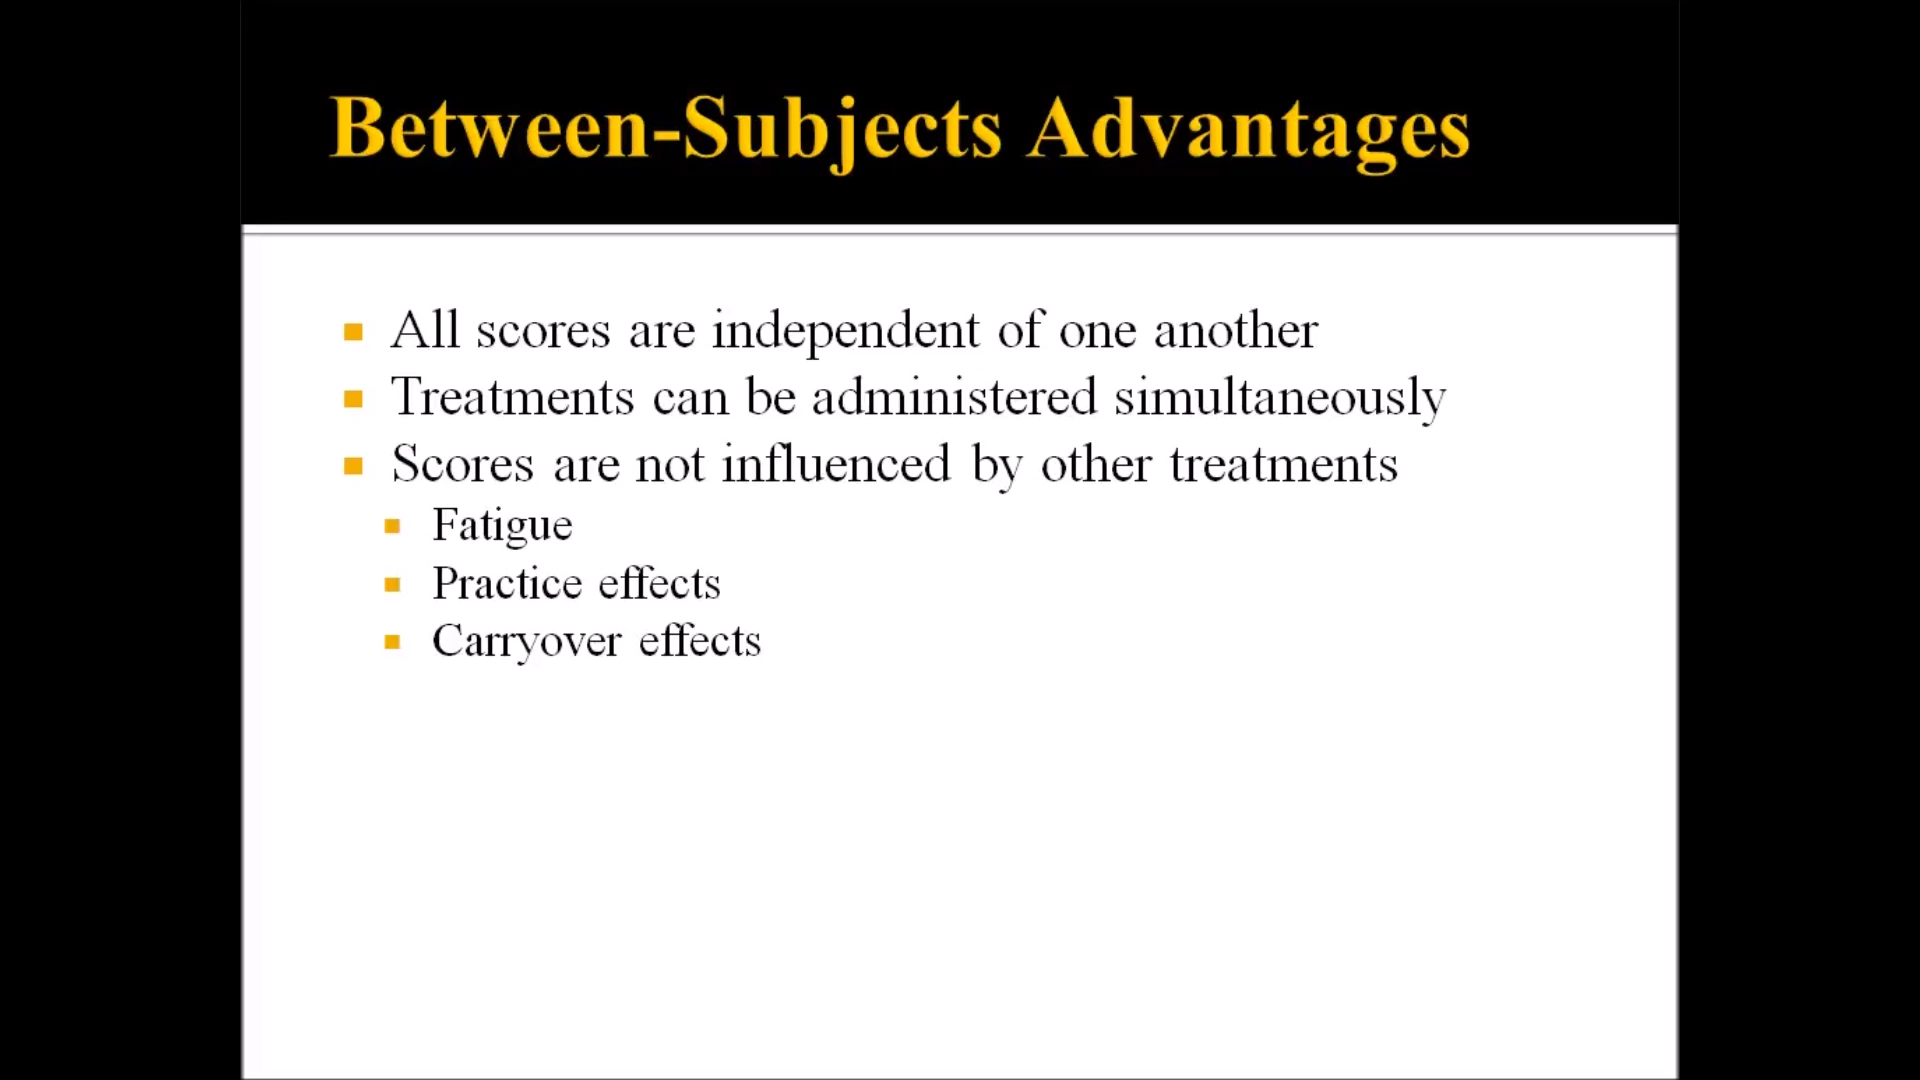 Between-Subjects Advantages
All scores are independent of one another
Treatments can be administered simultaneously
Scores are not influenced by other treatments
Fatigue
Practice effects
Carryover effects